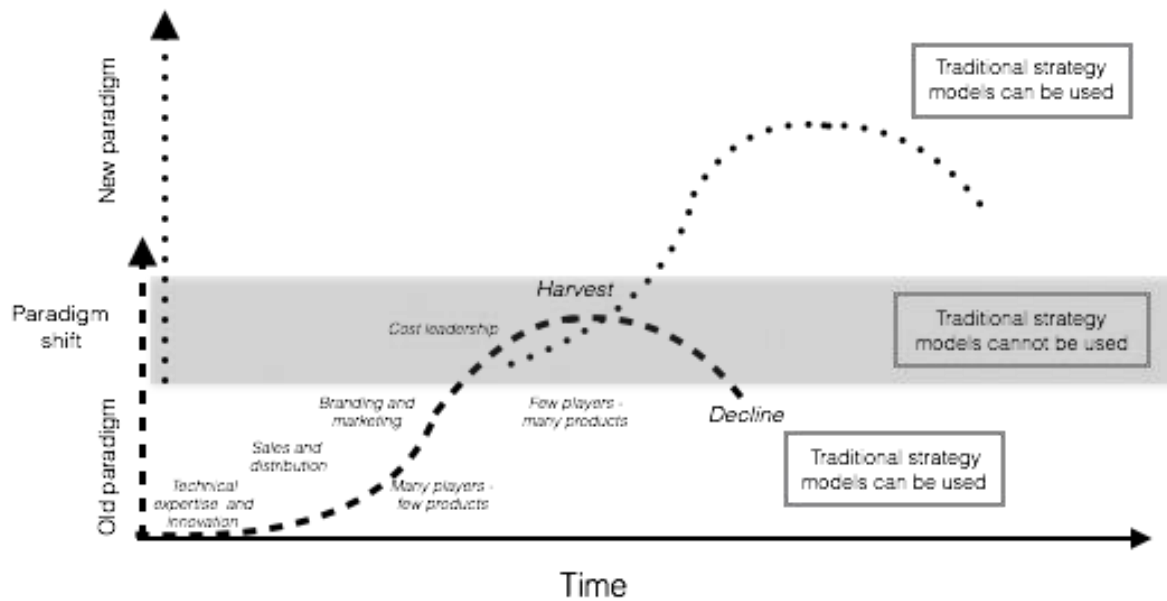 New paradigm
Traditional strategy
models can be used
Paradigm
shift
Harvest
Cost leadership
Traditional strategy
models cannot be used
Old paradigm
Branding and
marketing
Few players -
many products
Decline
Sales and
distribution
Technical
expertise and
innovation
Many players -
few products
Traditional strategy
models can be used
Time